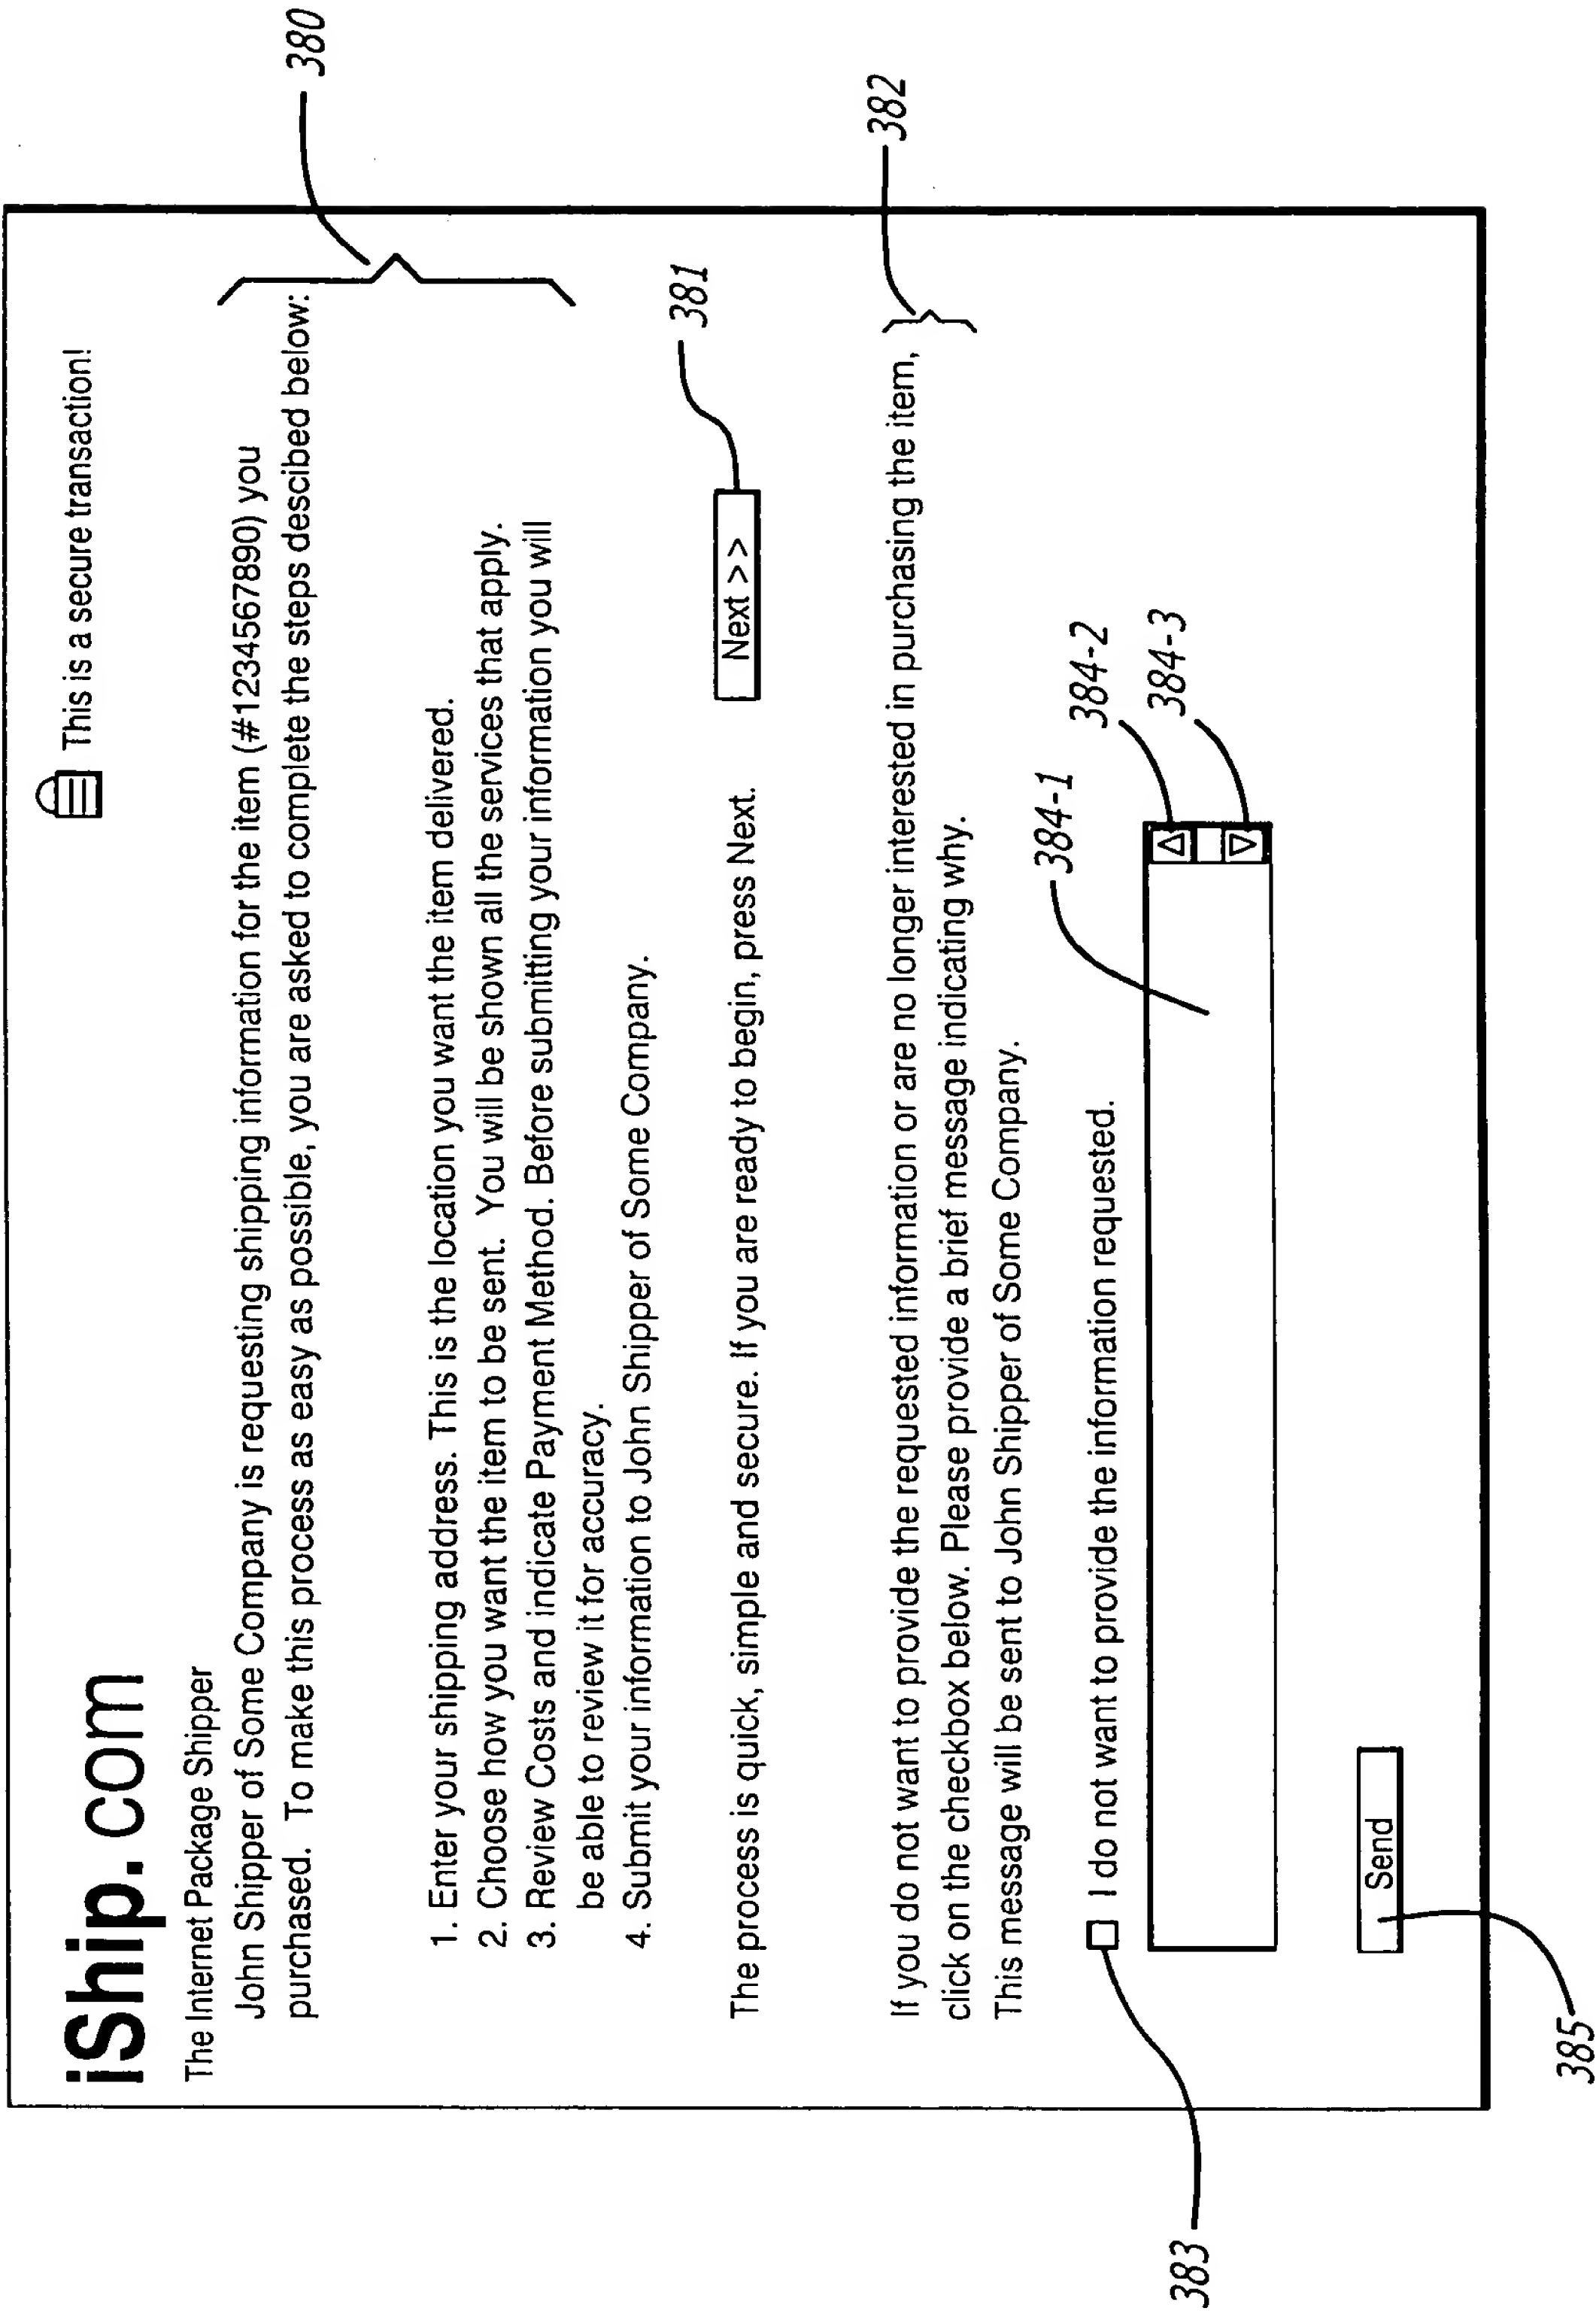 iShip.com
This is a secure transaction!
The Internet Package Shipper
John Shipper of Some Company is requesting shipping information for the item (#1234567890) you
purchased. To make this process as easy as possible, you are asked to complete the steps descibed below:
380
1. Enter your shipping address. This is the location you want the item delivered.
2. Choose how you want the item to be sent. You will be shown all the services that apply.
3. Review Costs and indicate Payment Method. Before submitting your information you will
be able to review it for accuracy.
4. Submit your information to John Shipper of Some Company.
381
The process is quick, simple and secure. If you are ready to begin, press Next.
Next >>
382
If you do not want to provide the requested information or are no longer interested in purchasing the item,
click on the checkbox below. Please provide a brief message indicating why.
This message will be sent to John Shipper of Some Company.
384-1
384-2
384-3
I do not want to provide the information requested.
383
Send
385